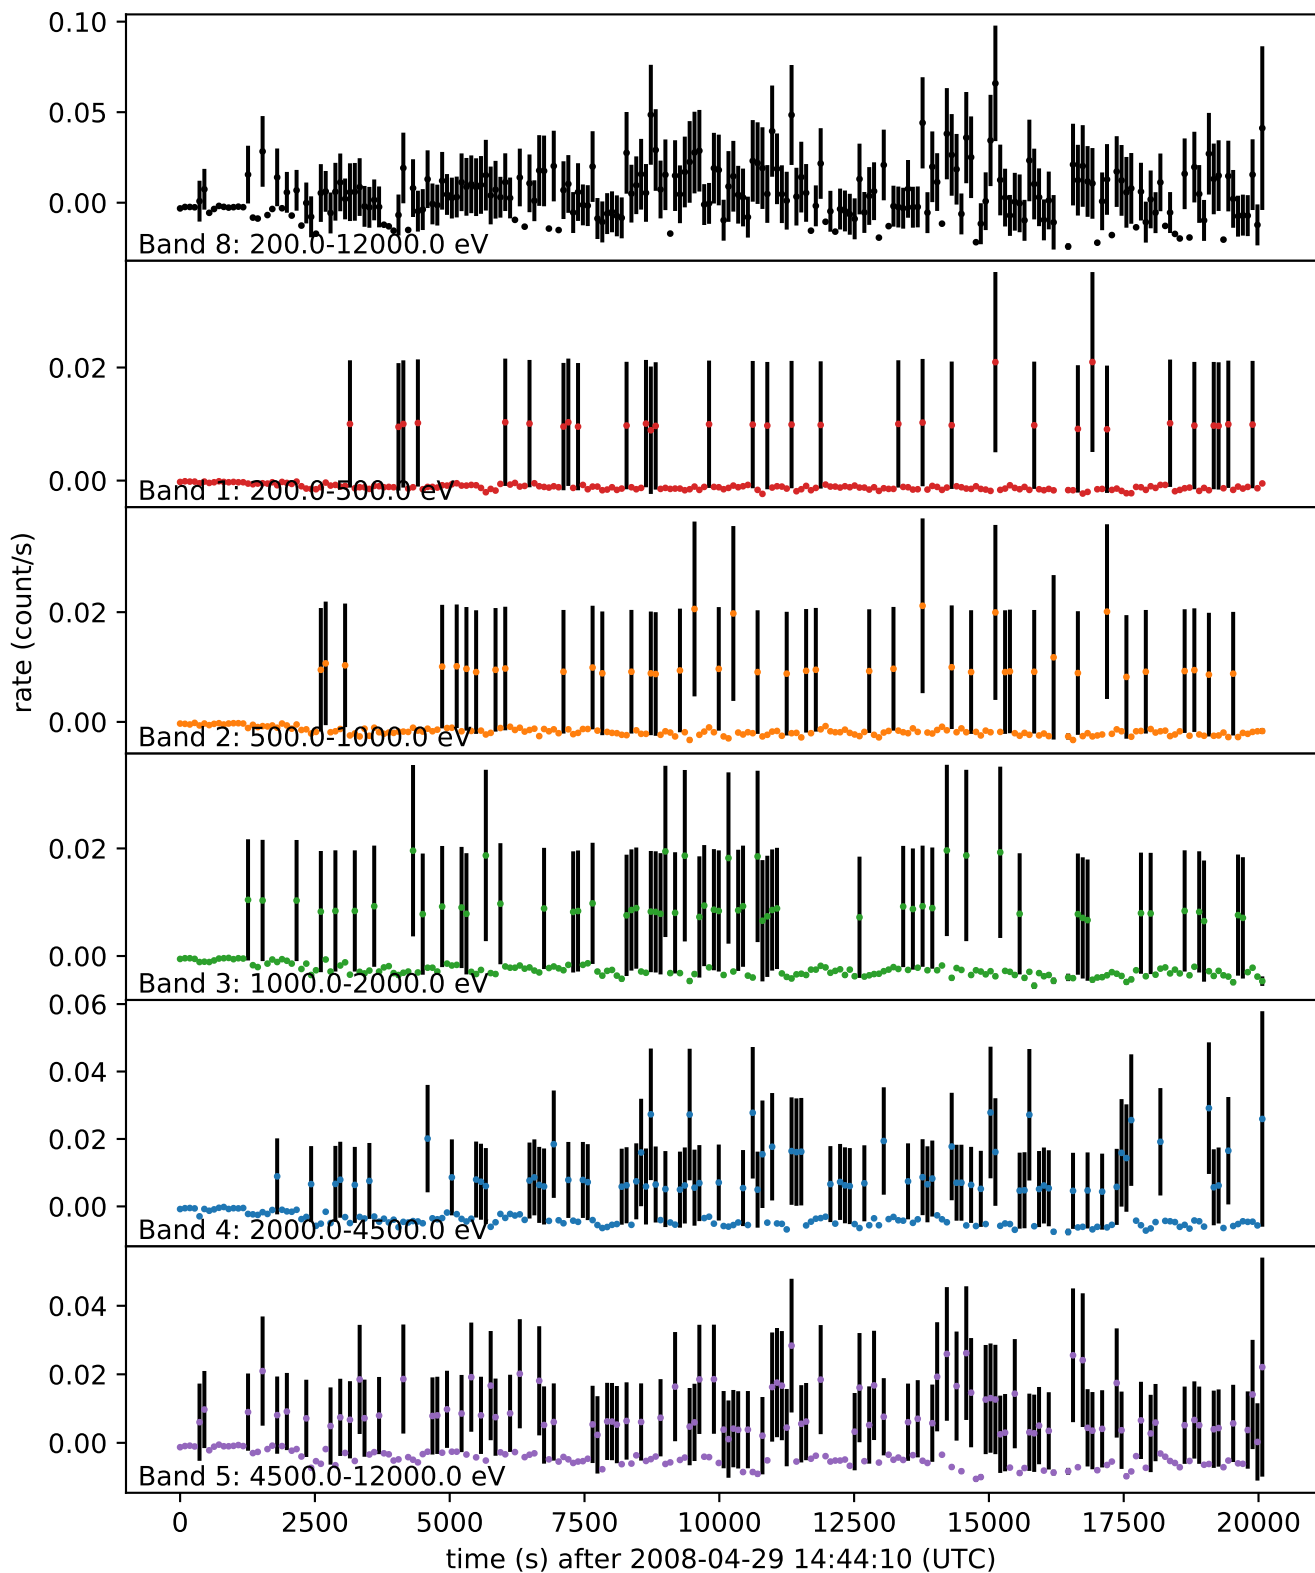 0.10
0.05
0.00
Band 8: 200.0-12000.0 eV
0.02
0.00
Band 1: 200.0-500.0 eV
0.02
0.00
Band 2: 500.0-1000.0 eV
rate (count/s)
0.02
0.00
Band 3: 1000.0-2000.0 eV
0.06
0.04
0.02
0.00
Band 4: 2000.0-4500.0 eV
0.04
0.02
0.00
Band 5: 4500.0-12000.0 eV
0 2500 5000 7500 10000 12500 15000 17500 20000
time (s) after 2008-04-29 14:44:10 (UTC)